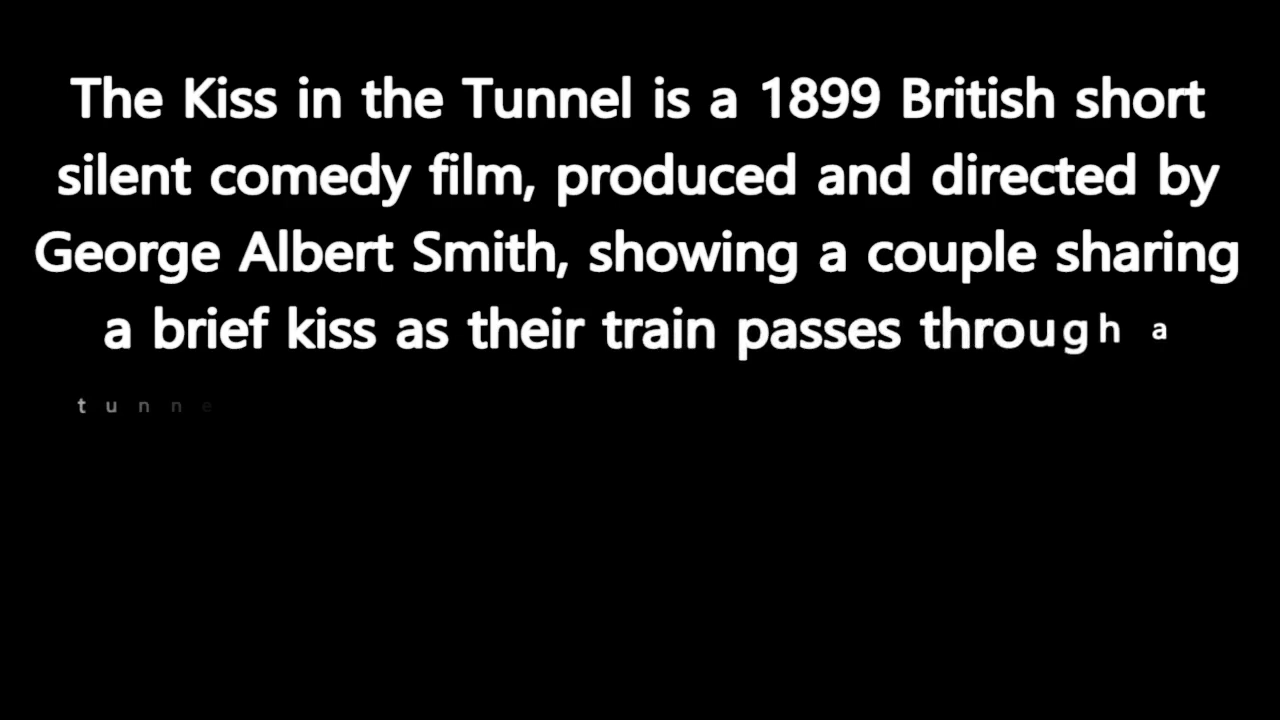 The Kiss in the Tunnel is a 1899 British short
silent comedy film, produced and directed by
George Albert Smith, showing a couple sharing
a brief kiss as their train passes through a
tunne